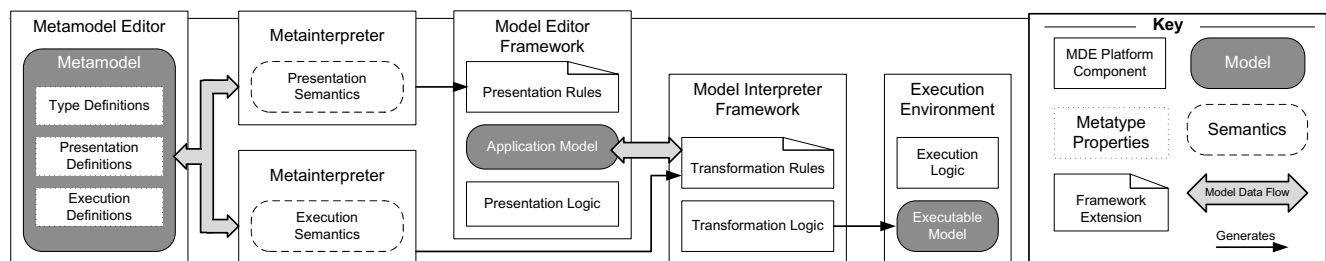 Metamodel Editor
Metamodel
Type Definitions
Presentation
Definitions
Execution
Definitions
Metainterpreter
Presentation
Semantics
Metainterpreter
Execution
Semantics
Model Editor
Framework
Presentation Rules
Application Model
Presentation Logic
Model Interpreter
Framework
Transformation Rules
Transformation Logic
Execution
Environment
Execution
Logic
Executable
Model
Key
MDE Platform
Component
Model
Metatype
Properties
Semantics
Framework
Extension
Model Data Flow
Generates